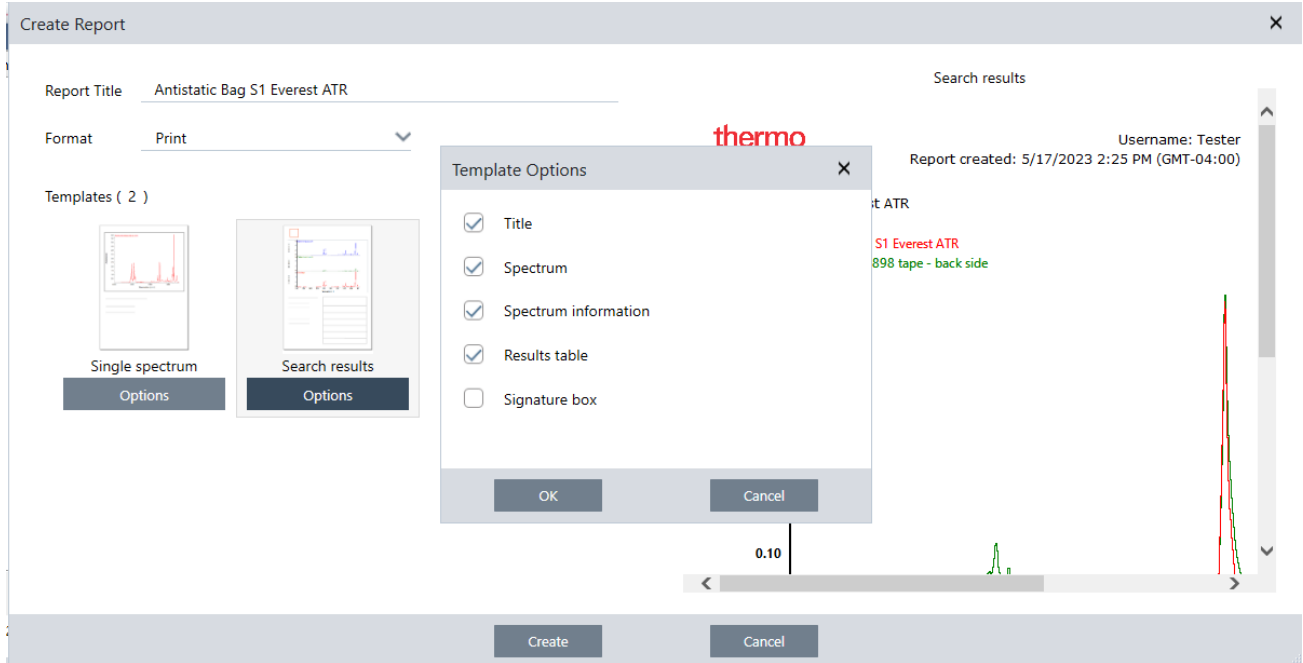 Create Report
Report Title Antistatic Bag S1 Everest ATR
Format Print
Templates ( 2 )
Single spectrum
Options
Search results
Options
Template Options
Title
Spectrum
Spectrum information
Results table
Signature box
OK Cancel
Search results
thermo
Username: Tester
Report created: 5/17/2023 2:25 PM (GMT-04:00)
ATR
S1 Everest ATR
898 tape - back side
0.10
Create Cancel